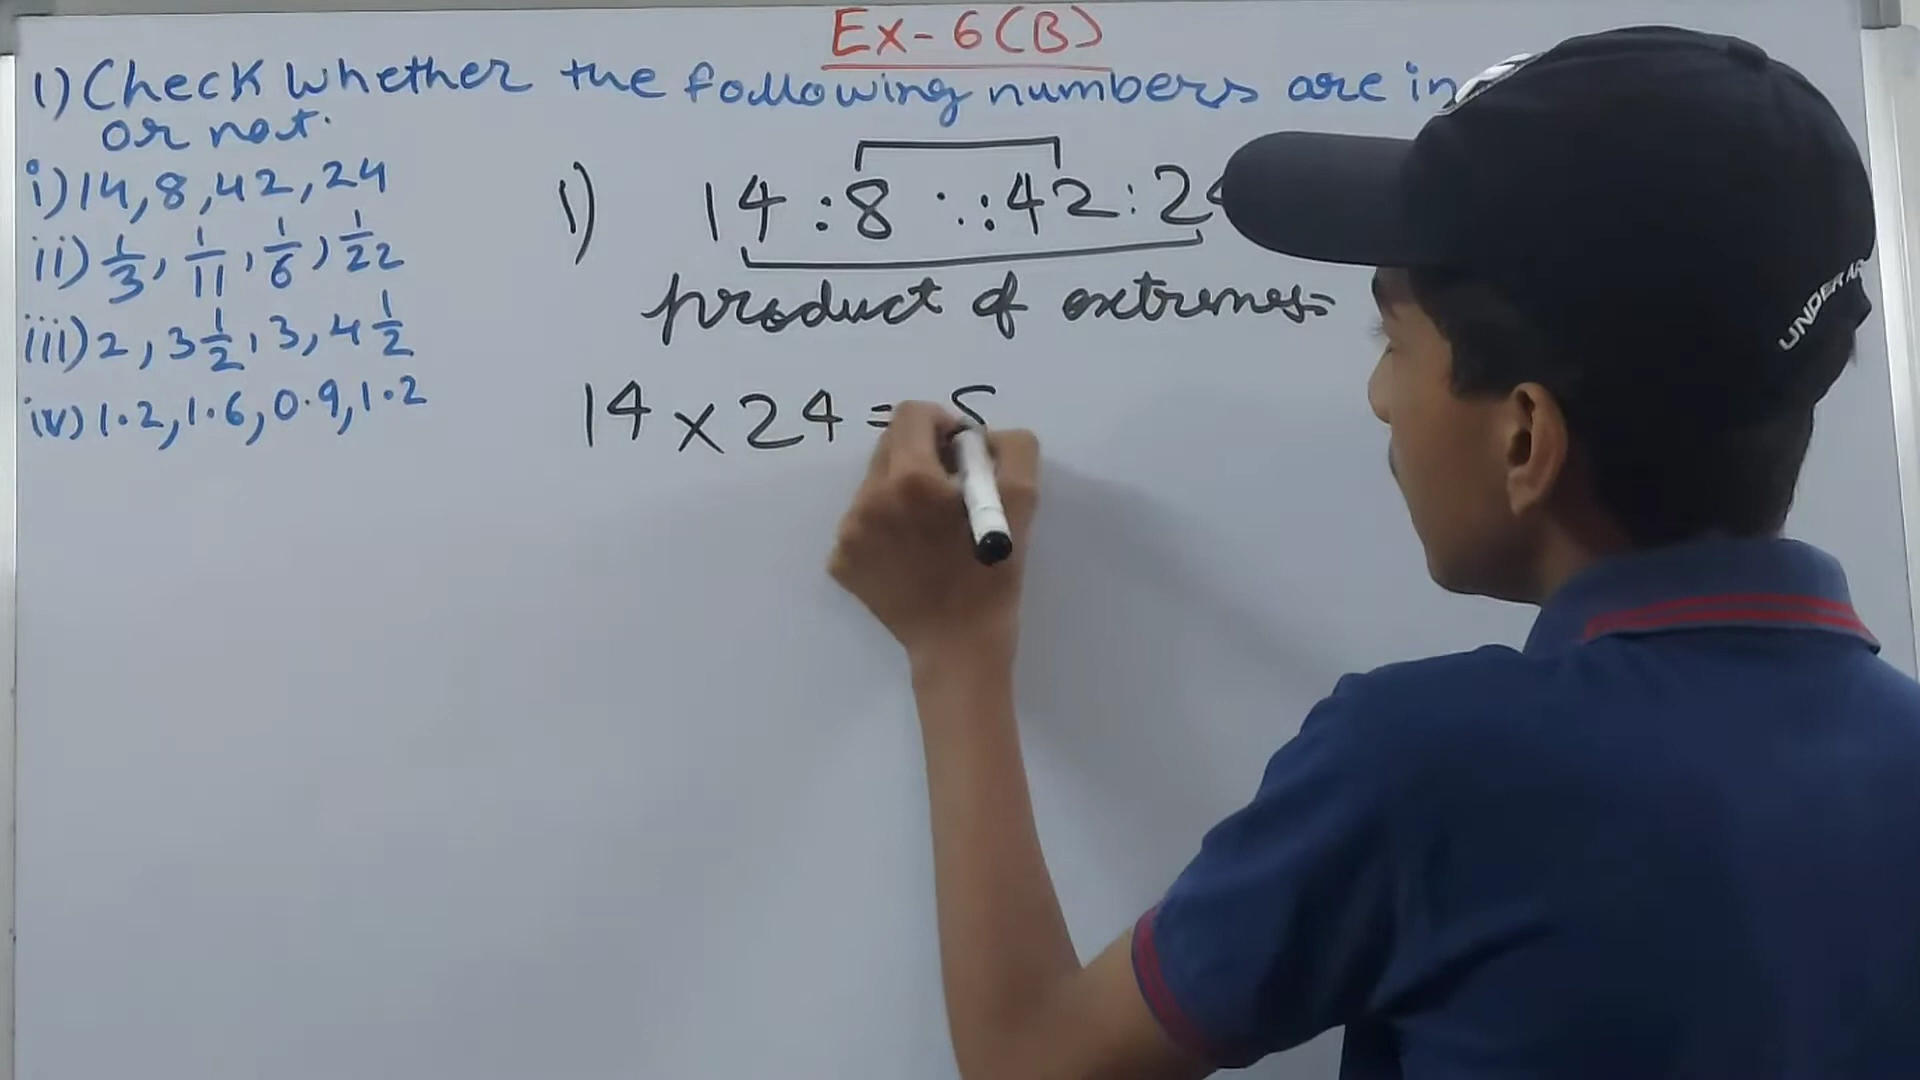 Ex-6(B)
1) Check whether the following numbers are in
or not.
i) 14, 8, 42, 24
ii) 1/3, 1/11, 1/6, 1/22
iii) 2, 3 1/2, 3, 4 1/2
iv) 1.2, 1.6, 0.9, 1.2
1) 14 : 8 :: 42 : 24
product of extremes=
14 × 24 =
UNDER AR